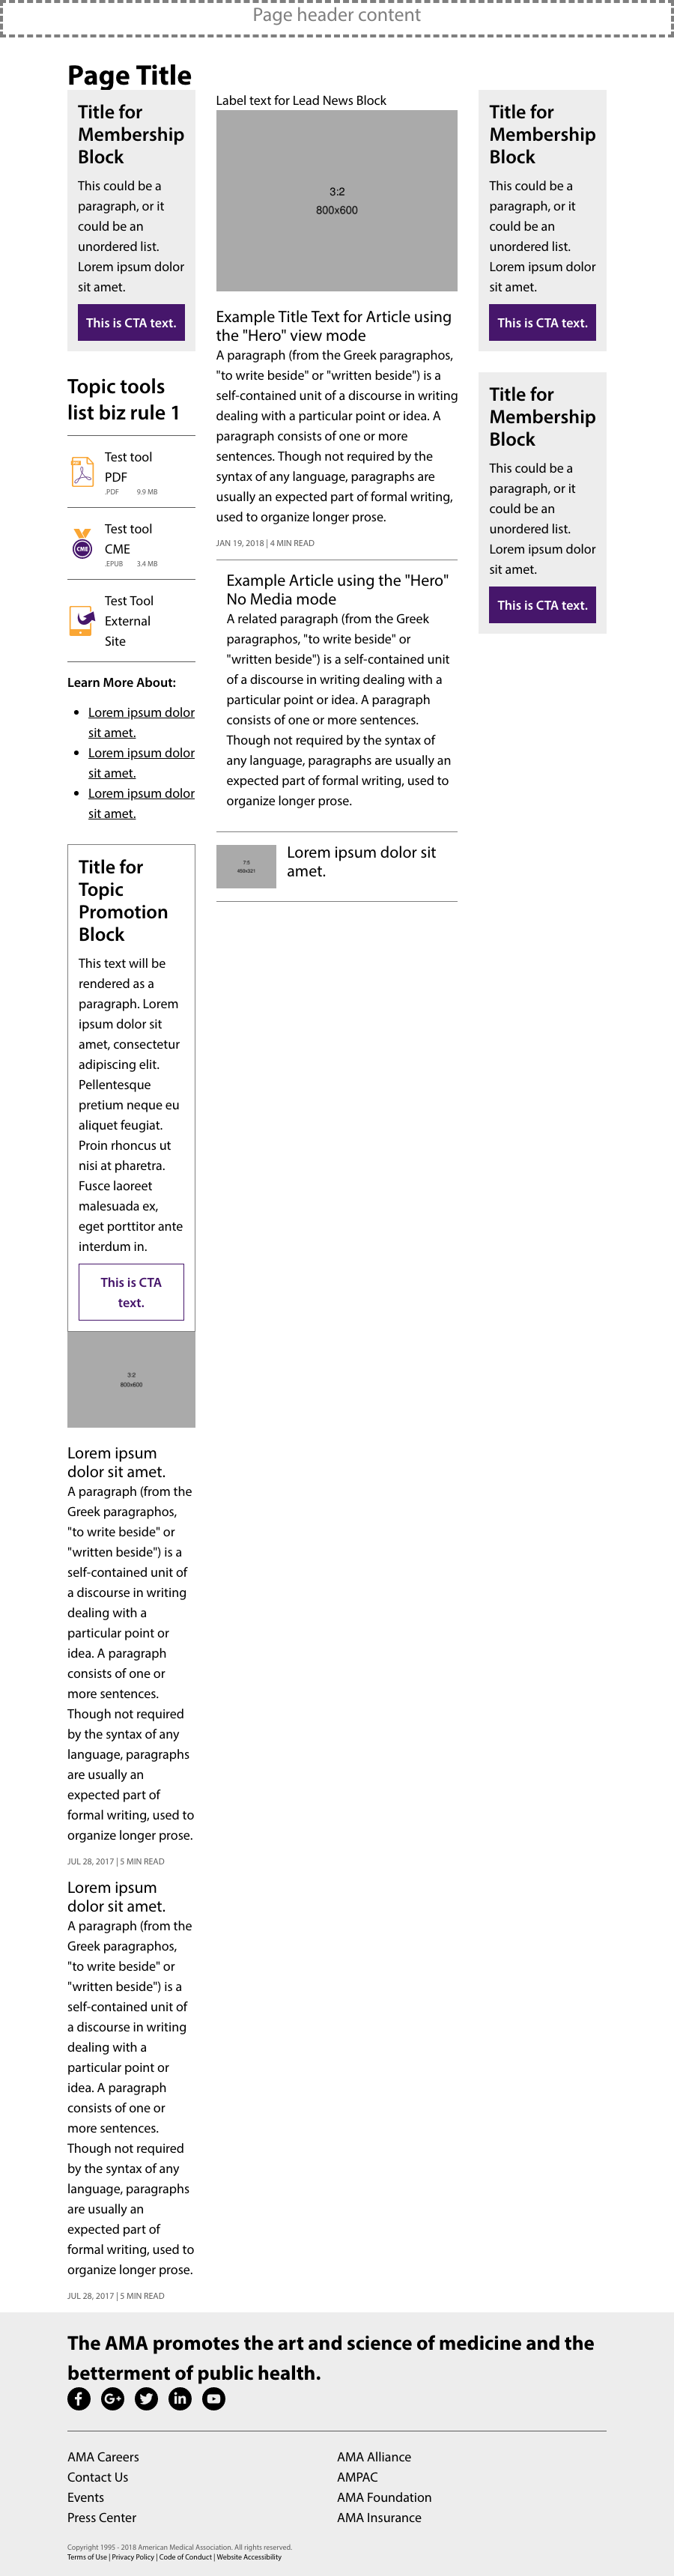 Page header content
Page Title
Title for
Membership
Block
This could be a
paragraph, or it
could be an
unordered list.
Lorem ipsum dolor
sit amet.
This is CTA text.
Topic tools
list biz rule 1
Test tool
PDF
.PDF 9.9 MB
CME
Test tool
CME
.EPUB 3.4 MB
Test Tool
External
Site
Learn More About:
Lorem ipsum dolor
sit amet.
Lorem ipsum dolor
sit amet.
Lorem ipsum dolor
sit amet.
Title for
Topic
Promotion
Block
This text will be
rendered as a
paragraph. Lorem
ipsum dolor sit
amet, consectetur
adipiscing elit.
Pellentesque
pretium neque eu
aliquet feugiat.
Proin rhoncus ut
nisi at pharetra.
Fusce laoreet
malesuada ex,
eget porttitor ante
interdum in.
This is CTA
text.
3:2
800x600
Lorem ipsum
dolor sit amet.
A paragraph (from the
Greek paragraphos,
"to write beside" or
"written beside") is a
self-contained unit of
a discourse in writing
dealing with a
particular point or
idea. A paragraph
consists of one or
more sentences.
Though not required
by the syntax of any
language, paragraphs
are usually an
expected part of
formal writing, used to
organize longer prose.
JUL 28, 2017 | 5 MIN READ
Lorem ipsum
dolor sit amet.
A paragraph (from the
Greek paragraphos,
"to write beside" or
"written beside") is a
self-contained unit of
a discourse in writing
dealing with a
particular point or
idea. A paragraph
consists of one or
more sentences.
Though not required
by the syntax of any
language, paragraphs
are usually an
expected part of
formal writing, used to
organize longer prose.
JUL 28, 2017 | 5 MIN READ
Label text for Lead News Block
3:2
800x600
Example Title Text for Article using
the "Hero" view mode
A paragraph (from the Greek paragraphos,
"to write beside" or "written beside") is a
self-contained unit of a discourse in writing
dealing with a particular point or idea. A
paragraph consists of one or more
sentences. Though not required by the
syntax of any language, paragraphs are
usually an expected part of formal writing,
used to organize longer prose.
JAN 19, 2018 | 4 MIN READ
Example Article using the "Hero"
No Media mode
A related paragraph (from the Greek
paragraphos, "to write beside" or
"written beside") is a self-contained unit
of a discourse in writing dealing with a
particular point or idea. A paragraph
consists of one or more sentences.
Though not required by the syntax of
any language, paragraphs are usually an
expected part of formal writing, used to
organize longer prose.
7:5
Lorem ipsum dolor sit
amet.
Title for
Membership
Block
This could be a
paragraph, or it
could be an
unordered list.
Lorem ipsum dolor
sit amet.
This is CTA text.
Title for
Membership
Block
This could be a
paragraph, or it
could be an
unordered list.
Lorem ipsum dolor
sit amet.
This is CTA text.
The AMA promotes the art and science of medicine and the
betterment of public health.
AMA Careers
Contact Us
Events
Press Center
AMA Alliance
AMPAC
AMA Foundation
AMA Insurance
Copyright 1995 - 2018 American Medical Association. All rights reserved.
Terms of Use | Privacy Policy | Code of Conduct | Website Accessibility